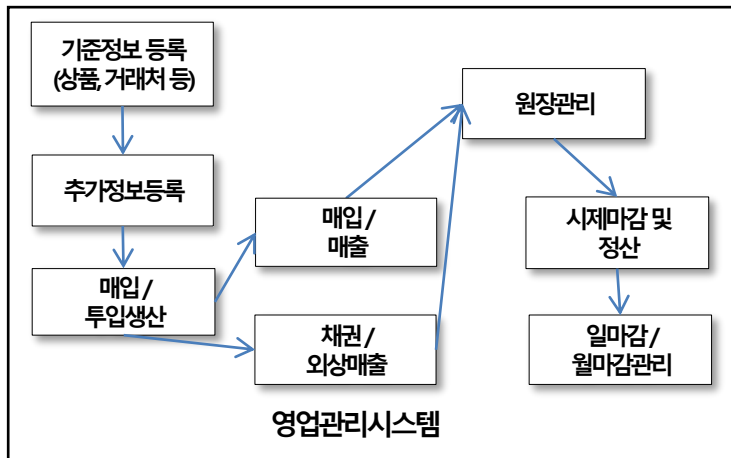 기준정보 등록
(상품,거래처 등)
추가정보등록
매입 /
투입생산
매입 /
매출
채권 /
외상매출
원장관리
시제마감 및
정산
일마감 /
월마감관리
영업관리시스템